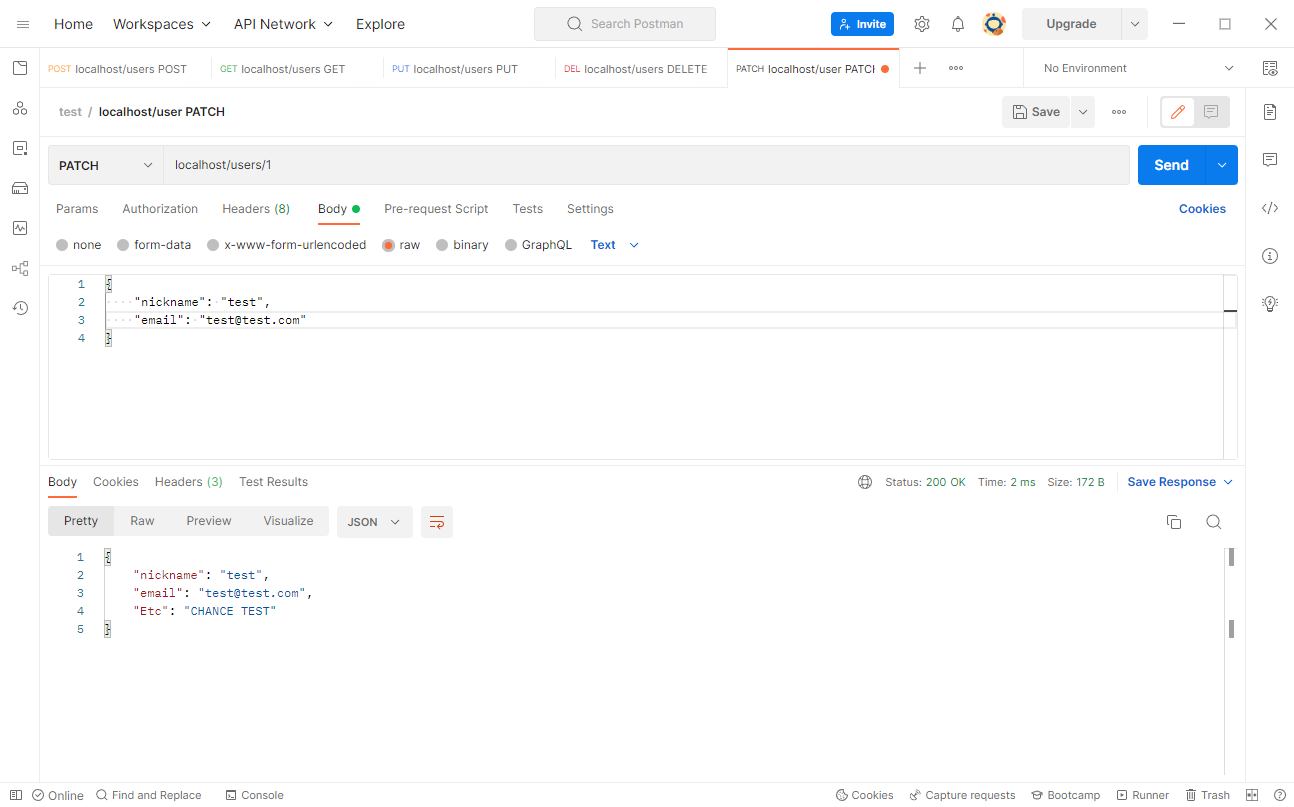 Home Workspaces API Network Explore Search Postman Invite Upgrade
POST localhost/users POST GET localhost/users GET PUT localhost/users PUT DEL localhost/users DELETE PATCH localhost/user PATCH No Environment
test / localhost/user PATCH Save
PATCH localhost/users/1 Send
Params Authorization Headers (8) Body Pre-request Script Tests Settings Cookies
none form-data x-www-form-urlencoded raw binary GraphQL Text
1 {
2 "nickname": "test",
3 "email": "test@test.com"
4 }
Body Cookies Headers (3) Test Results Status: 200 OK Time: 2 ms Size: 172 B Save Response
Pretty Raw Preview Visualize JSON
1 {
2 "nickname": "test",
3 "email": "test@test.com",
4 "Etc": "CHANCE TEST"
5 }
Online Find and Replace Console Cookies Capture requests Bootcamp Runner Trash